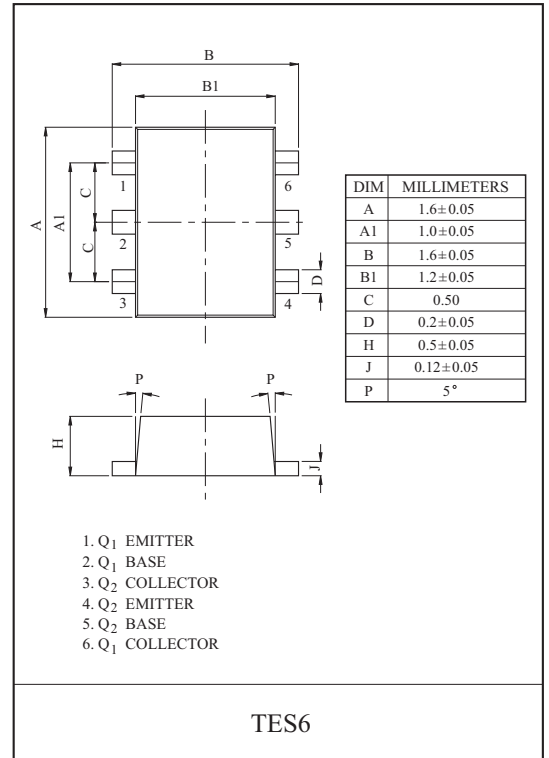 B
B1
1
6
C
A
A1
2
5
C
D
3
4
DIM MILLIMETERS
A 1.6±0.05
A1 1.0±0.05
B 1.6±0.05
B1 1.2±0.05
C 0.50
D 0.2±0.05
H 0.5±0.05
J 0.12±0.05
P 5°
P
P
H
J
1. Q1 EMITTER
2. Q1 BASE
3. Q2 COLLECTOR
4. Q2 EMITTER
5. Q2 BASE
6. Q1 COLLECTOR
TES6